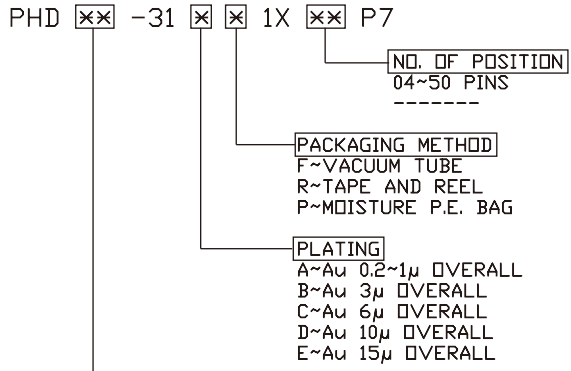 PHD ** -31 * * 1X ** P7
NO. OF POSITION
04~50 PINS
-------
PACKAGING METHOD
F~VACUUM TUBE
R~TAPE AND REEL
P~MOISTURE P.E. BAG
PLATING
A~Au 0.2~1μ OVERALL
B~Au 3μ OVERALL
C~Au 6μ OVERALL
D~Au 10μ OVERALL
E~Au 15μ OVERALL